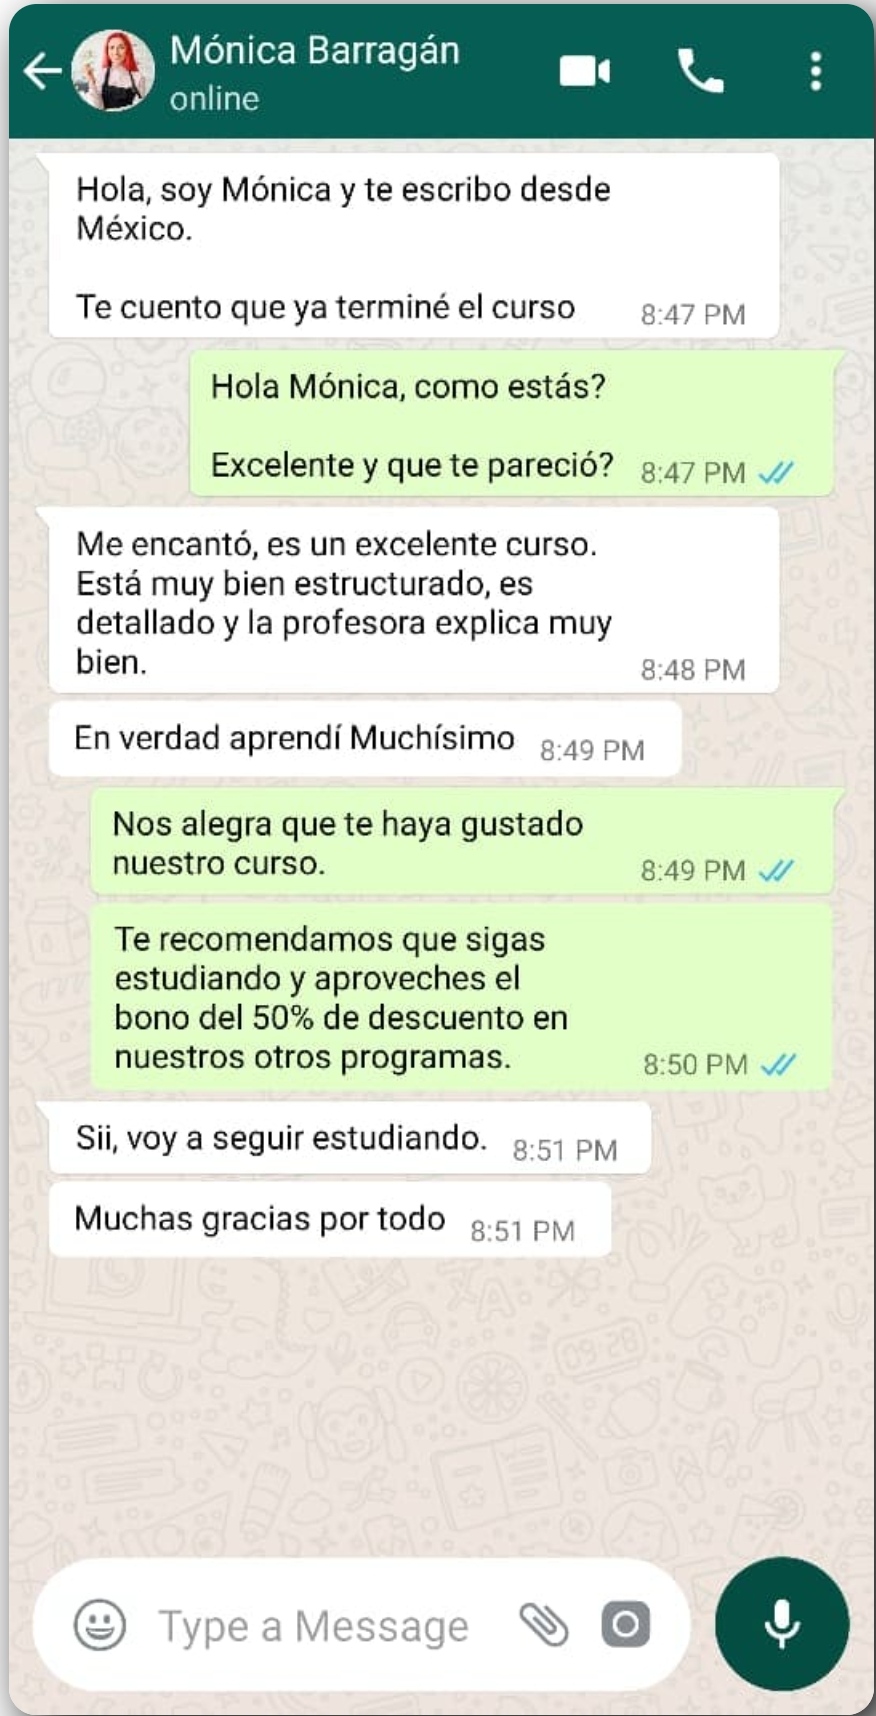 Mónica Barragán
online
Hola, soy Mónica y te escribo desde
México.
Te cuento que ya terminé el curso 8:47 PM
Hola Mónica, como estás?
Excelente y que te pareció? 8:47 PM
Me encantó, es un excelente curso.
Está muy bien estructurado, es
detallado y la profesora explica muy
bien. 8:48 PM
En verdad aprendí Muchísimo 8:49 PM
Nos alegra que te haya gustado
nuestro curso. 8:49 PM
Te recomendamos que sigas
estudiando y aproveches el
bono del 50% de descuento en
nuestros otros programas. 8:50 PM
Sii, voy a seguir estudiando. 8:51 PM
Muchas gracias por todo 8:51 PM
09:28
Type a Message